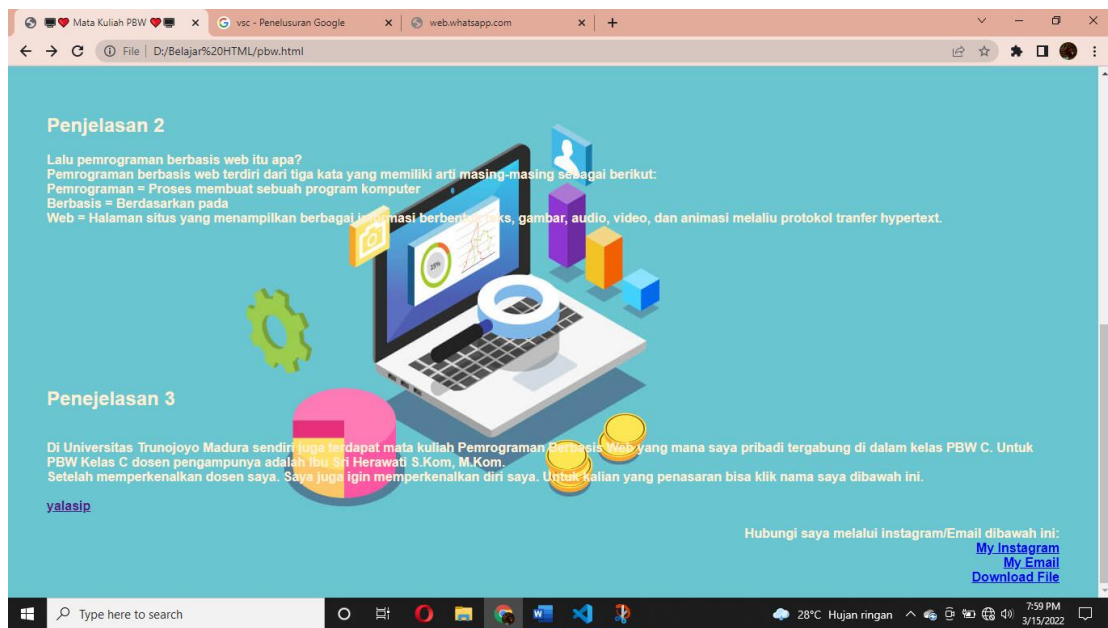 Mata Kuliah PBW
vsc - Penelusuran Google
web.whatsapp.com
File | D:/Belajar%20HTML/pbw.html
Penjelasan 2
Lalu pemrograman berbasis web itu apa?
Pemrograman berbasis web terdiri dari tiga kata yang memiliki arti masing-masing sebagai berikut:
Pemrograman = Proses membuat sebuah program komputer
Berbasis = Berdasarkan pada
Web = Halaman situs yang menampilkan berbagai informasi berbentuk teks, gambar, audio, video, dan animasi melaliu protokol tranfer hypertext.
25%
Penejelasan 3
Di Universitas Trunojoyo Madura sendiri juga terdapat mata kuliah Pemrograman Berbasis Web yang mana saya pribadi tergabung di dalam kelas PBW C. Untuk
PBW Kelas C dosen pengampunya adalah Ibu Sri Herawati S.Kom, M.Kom.
Setelah memperkenalkan dosen saya. Saya juga igin memperkenalkan diri saya. Untuk kalian yang penasaran bisa klik nama saya dibawah ini.
yalasip
Hubungi saya melalui instagram/Email dibawah ini:
My Instagram
My Email
Download File
Type here to search
28°C Hujan ringan
7:59 PM
3/15/2022